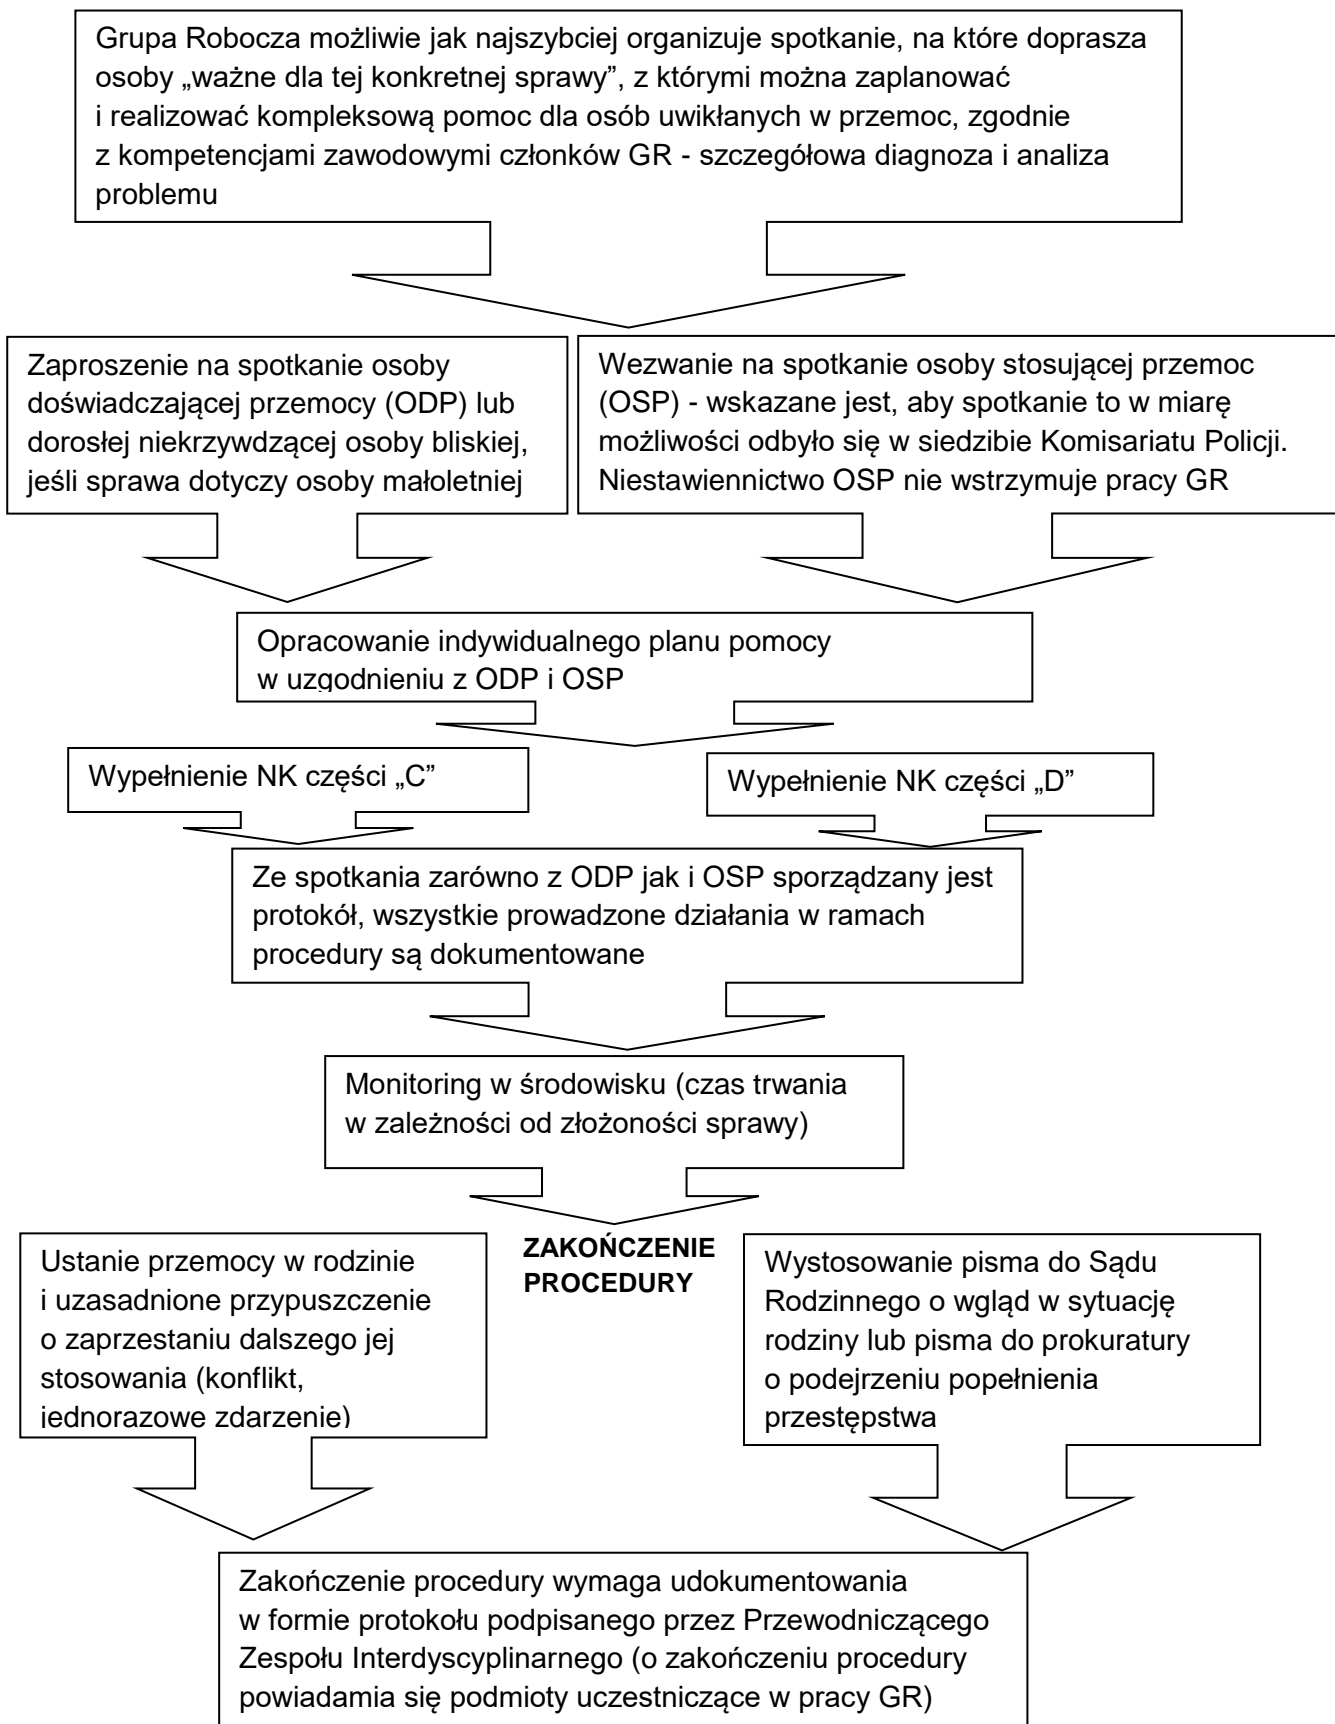 Grupa Robocza możliwie jak najszybciej organizuje spotkanie, na które doprasza
osoby „ważne dla tej konkretnej sprawy”, z którymi można zaplanować
i realizować kompleksową pomoc dla osób uwikłanych w przemoc, zgodnie
z kompetencjami zawodowymi członków GR - szczegółowa diagnoza i analiza
problemu
Zaproszenie na spotkanie osoby
doświadczającej przemocy (ODP) lub
dorosłej niekrzywdzącej osoby bliskiej,
jeśli sprawa dotyczy osoby małoletniej
Wezwanie na spotkanie osoby stosującej przemoc
(OSP) - wskazane jest, aby spotkanie to w miarę
możliwości odbyło się w siedzibie Komisariatu Policji.
Niestawiennictwo OSP nie wstrzymuje pracy GR
Opracowanie indywidualnego planu pomocy
w uzgodnieniu z ODP i OSP
Wypełnienie NK części „C”
Wypełnienie NK części „D”
Ze spotkania zarówno z ODP jak i OSP sporządzany jest
protokół, wszystkie prowadzone działania w ramach
procedury są dokumentowane
Monitoring w środowisku (czas trwania
w zależności od złożoności sprawy)
ZAKOŃCZENIE
PROCEDURY
Ustanie przemocy w rodzinie
i uzasadnione przypuszczenie
o zaprzestaniu dalszego jej
stosowania (konflikt,
jednorazowe zdarzenie)
Wystosowanie pisma do Sądu
Rodzinnego o wgląd w sytuację
rodziny lub pisma do prokuratury
o podejrzeniu popełnienia
przestępstwa
Zakończenie procedury wymaga udokumentowania
w formie protokołu podpisanego przez Przewodniczącego
Zespołu Interdyscyplinarnego (o zakończeniu procedury
powiadamia się podmioty uczestniczące w pracy GR)